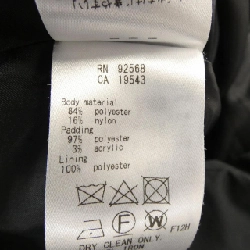 RN 92568
CA 19543
Body material
84% polyester
16% nylon
Padding
97% polyester
3% acrylic
Lining
100% polyester
F W F12H
DRY CLEAN ONLY.